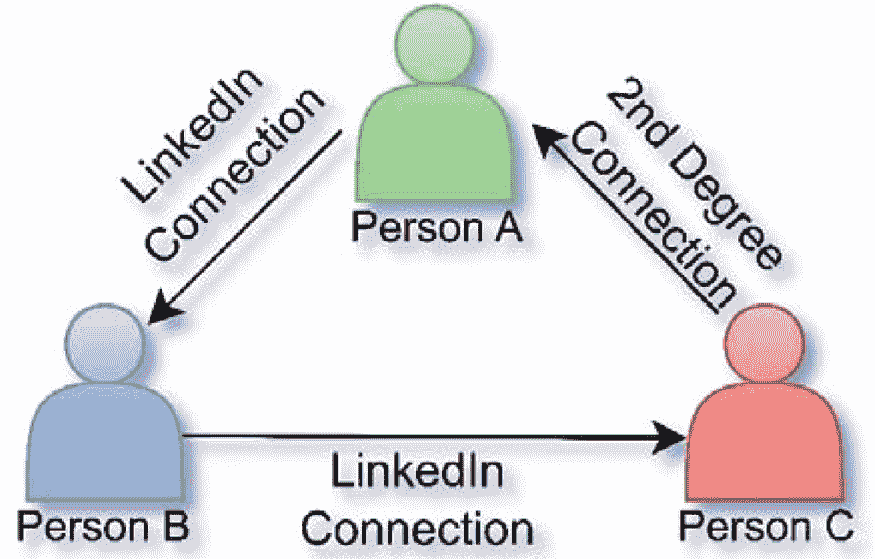 LinkedIn
Connection
2nd Degree
Connection
Person A
Person B
LinkedIn
Connection
Person C